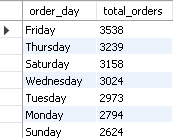 order_day total_orders
Friday 3538
Thursday 3239
Saturday 3158
Wednesday 3024
Tuesday 2973
Monday 2794
Sunday 2624